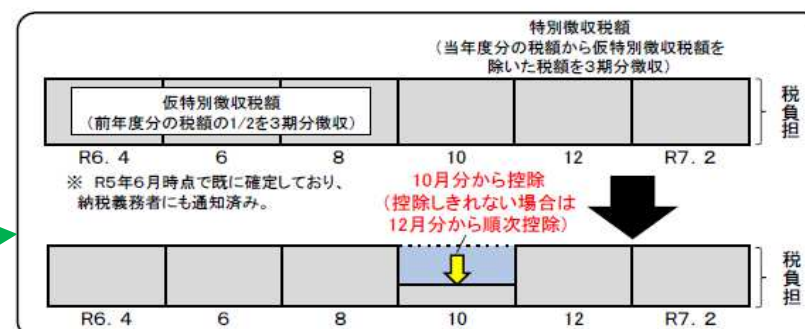 特別徴収税額
（当年度分の税額から仮特別徴収税額を
除いた税額を３期分徴収）
仮特別徴収税額
（前年度分の税額の1/2を３期分徴収）
税負担
R6. 4　6　8　10　12　R7. 2
※ R5年6月時点で既に確定しており、
納税義務者にも通知済み。
10月分から控除
（控除しきれない場合は
12月分から順次控除）
税負担
R6. 4　6　8　10　12　R7. 2